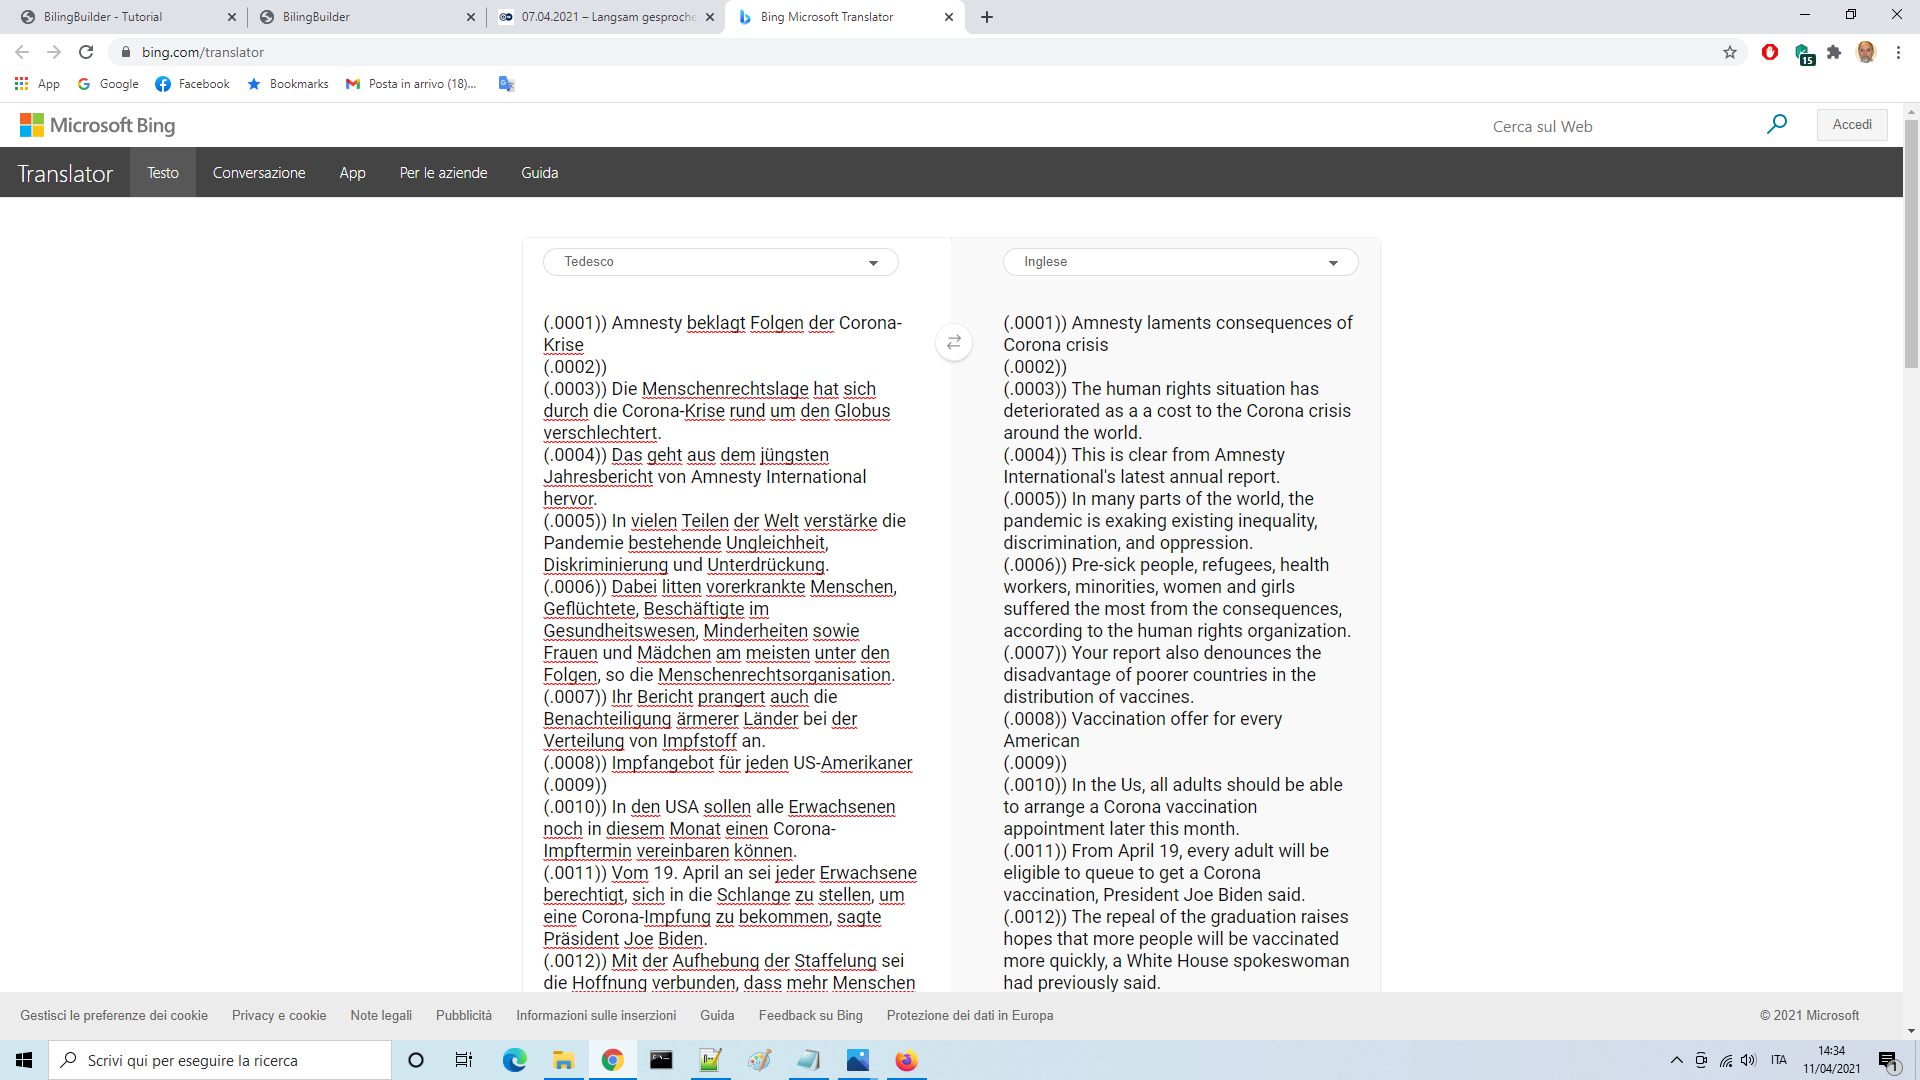 BilingBuilder - Tutorial
BilingBuilder
07.04.2021 – Langsam gesproche
Bing Microsoft Translator
bing.com/translator
15
App
Google
Facebook
Bookmarks
Posta in arrivo (18)...
Microsoft Bing
Cerca sul Web
Accedi
Translator
Testo
Conversazione
App
Per le aziende
Guida
Tedesco
(.0001)) Amnesty beklagt Folgen der Corona-
Krise
(.0002))
(.0003)) Die Menschenrechtslage hat sich
durch die Corona-Krise rund um den Globus
verschlechtert.
(.0004)) Das geht aus dem jüngsten
Jahresbericht von Amnesty International
hervor.
(.0005)) In vielen Teilen der Welt verstärke die
Pandemie bestehende Ungleichheit,
Diskriminierung und Unterdrückung.
(.0006)) Dabei litten vorerkrankte Menschen,
Geflüchtete, Beschäftigte im
Gesundheitswesen, Minderheiten sowie
Frauen und Mädchen am meisten unter den
Folgen, so die Menschenrechtsorganisation.
(.0007)) Ihr Bericht prangert auch die
Benachteiligung ärmerer Länder bei der
Verteilung von Impfstoff an.
(.0008)) Impfangebot für jeden US-Amerikaner
(.0009))
(.0010)) In den USA sollen alle Erwachsenen
noch in diesem Monat einen Corona-
Impftermin vereinbaren können.
(.0011)) Vom 19. April an sei jeder Erwachsene
berechtigt, sich in die Schlange zu stellen, um
eine Corona-Impfung zu bekommen, sagte
Präsident Joe Biden.
(.0012)) Mit der Aufhebung der Staffelung sei
die Hoffnung verbunden, dass mehr Menschen
Inglese
(.0001)) Amnesty laments consequences of
Corona crisis
(.0002))
(.0003)) The human rights situation has
deteriorated as a a cost to the Corona crisis
around the world.
(.0004)) This is clear from Amnesty
International's latest annual report.
(.0005)) In many parts of the world, the
pandemic is exaking existing inequality,
discrimination, and oppression.
(.0006)) Pre-sick people, refugees, health
workers, minorities, women and girls
suffered the most from the consequences,
according to the human rights organization.
(.0007)) Your report also denounces the
disadvantage of poorer countries in the
distribution of vaccines.
(.0008)) Vaccination offer for every
American
(.0009))
(.0010)) In the Us, all adults should be able
to arrange a Corona vaccination
appointment later this month.
(.0011)) From April 19, every adult will be
eligible to queue to get a Corona
vaccination, President Joe Biden said.
(.0012)) The repeal of the graduation raises
hopes that more people will be vaccinated
more quickly, a White House spokeswoman
had previously said.
Gestisci le preferenze dei cookie
Privacy e cookie
Note legali
Pubblicità
Informazioni sulle inserzioni
Guida
Feedback su Bing
Protezione dei dati in Europa
© 2021 Microsoft
Scrivi qui per eseguire la ricerca
ITA
14:34
11/04/2021
1